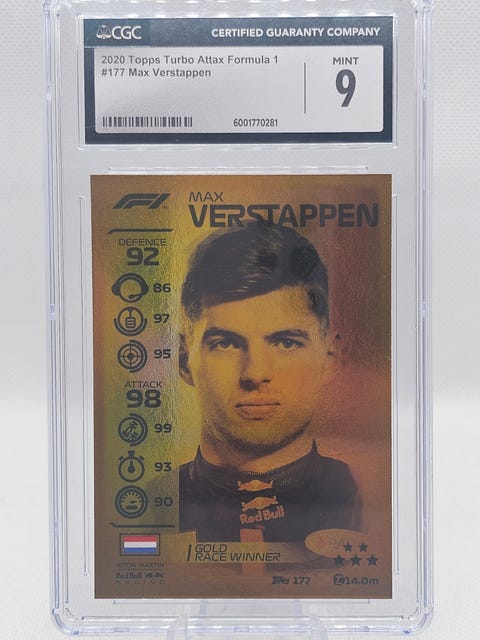 CGC
CERTIFIED GUARANTY COMPANY
2020 Topps Turbo Attax Formula 1
#177 Max Verstappen
MINT
9
6001770281
F1
MAX
VERSTAPPEN
DEFENCE
92
86
97
95
ATTACK
98
99
93
90
Red Bull
GOLD
RACE WINNER
ASTON MARTIN
Red Bull
RACING
Topps 177
14.0m